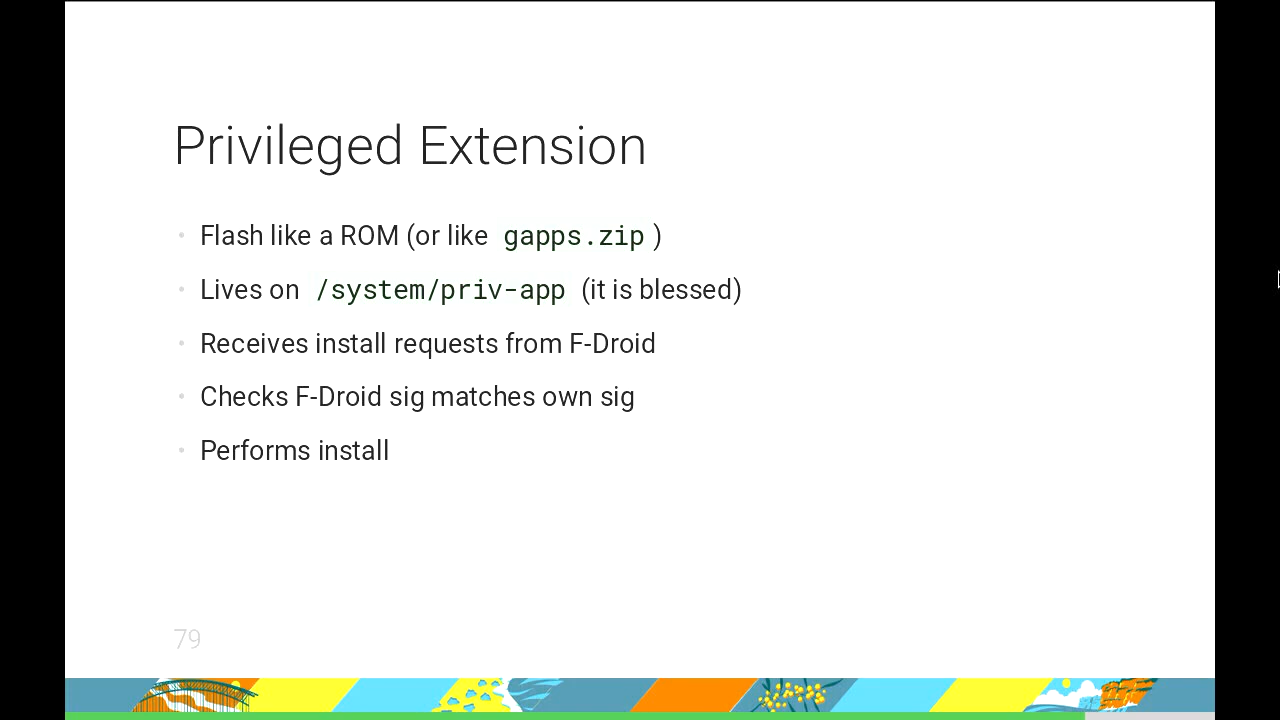 Privileged Extension
• Flash like a ROM (or like gapps.zip )
• Lives on /system/priv-app (it is blessed)
• Receives install requests from F-Droid
• Checks F-Droid sig matches own sig
• Performs install
79